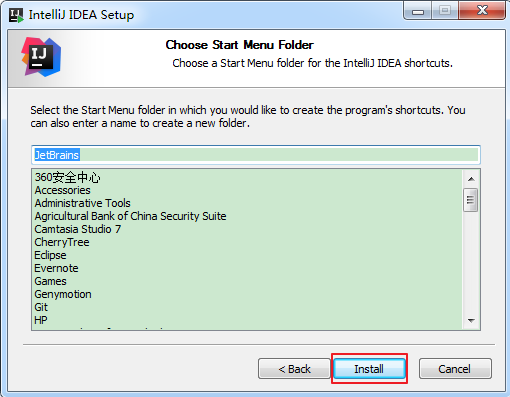 IntelliJ IDEA Setup
IJ
Choose Start Menu Folder
Choose a Start Menu folder for the IntelliJ IDEA shortcuts.
Select the Start Menu folder in which you would like to create the program's shortcuts. You
can also enter a name to create a new folder.
JetBrains
360安全中心
Accessories
Administrative Tools
Agricultural Bank of China Security Suite
Camtasia Studio 7
CherryTree
Eclipse
Evernote
Games
Genymotion
Git
HP
< Back
Install
Cancel